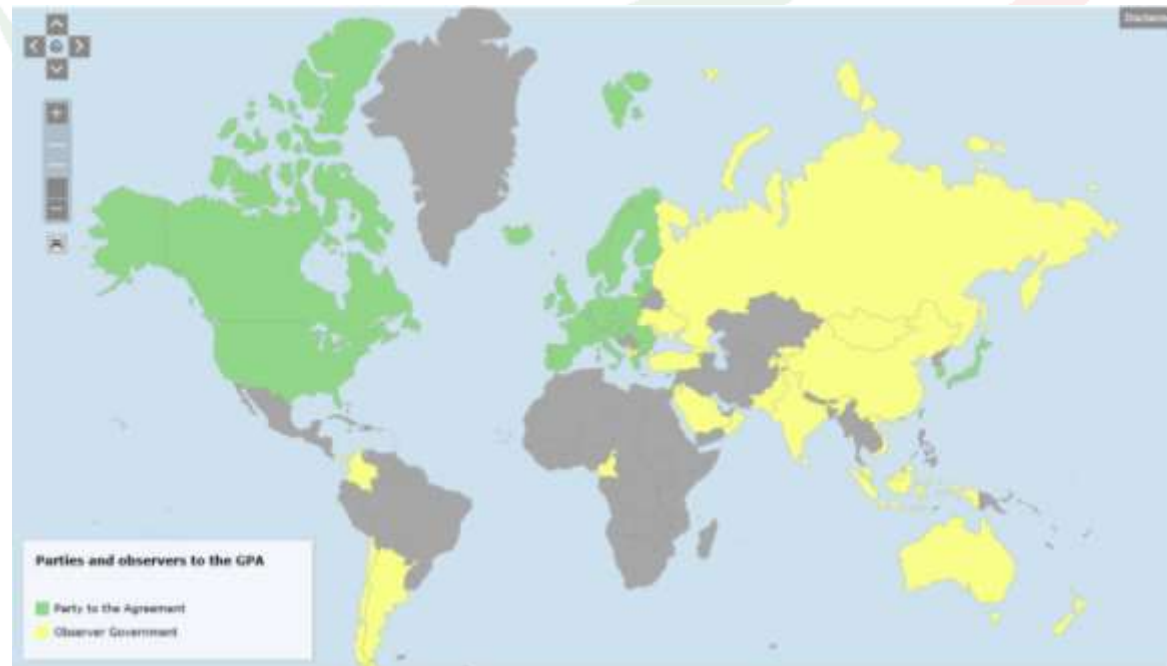 Parties and observers to the GPA
Party to the Agreement
Observer Government